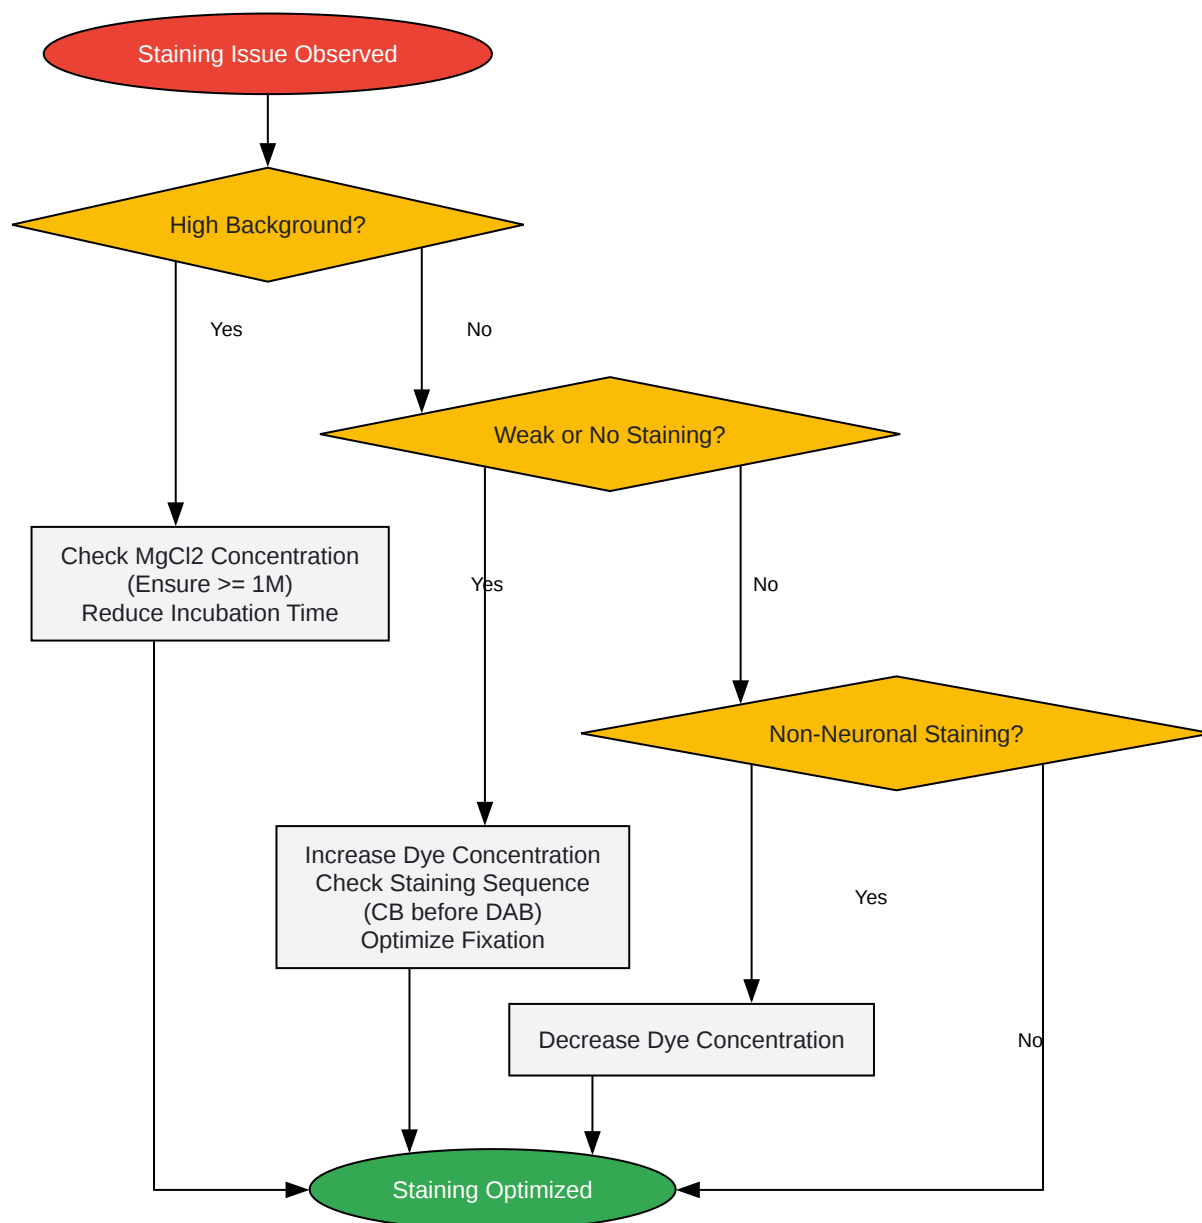 Staining Issue Observed
High Background?
Yes
No
Weak or No Staining?
Check MgCl2 Concentration
(Ensure >= 1M)
Reduce Incubation Time
Yes
No
Non-Neuronal Staining?
Increase Dye Concentration
Check Staining Sequence
(CB before DAB)
Optimize Fixation
Yes
Decrease Dye Concentration
No
Staining Optimized